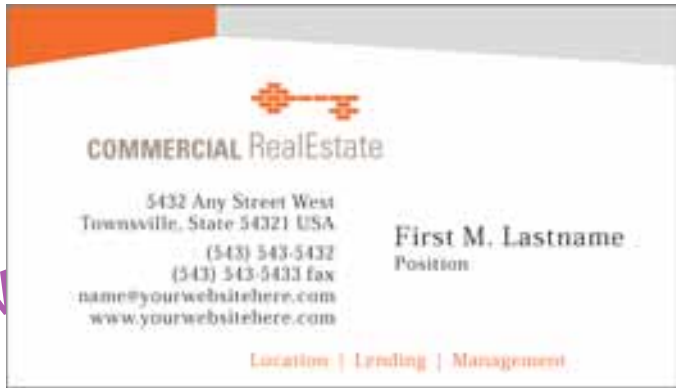 COMMERCIAL RealEstate
5432 Any Street West
Townsville, State 54321 USA
(543) 543-5432
(543) 543-5433 fax
name@yourwebsitehere.com
www.yourwebsitehere.com
First M. Lastname
Position
Location | Lending | Management